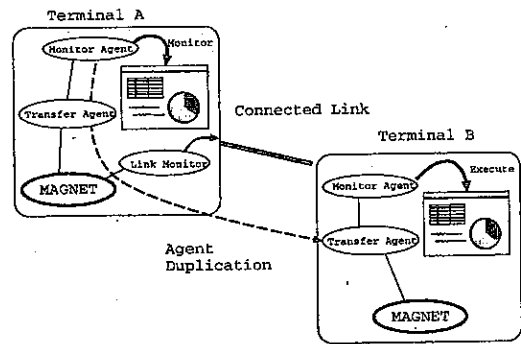 Terminal A
Monitor Agent
Monitor
Transfer Agent
Connected Link
Link Monitor
MAGNET
Terminal B
Monitor Agent
Execute
Transfer Agent
Agent
Duplication
MAGNET